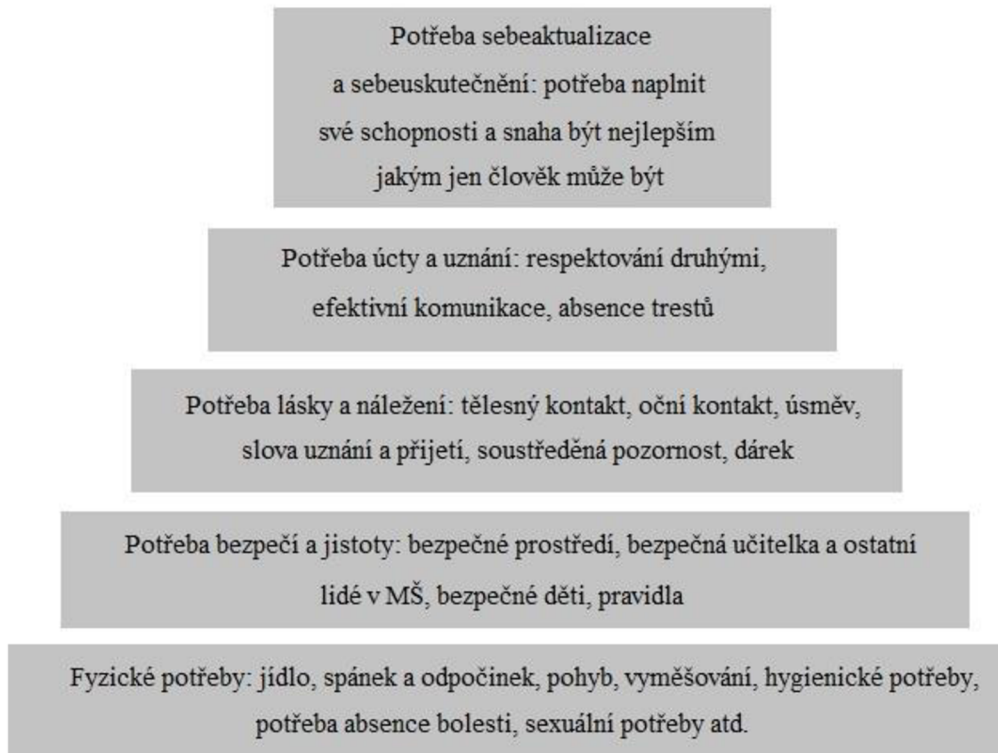 Potřeba sebeaktualizace
a sebeuskutečnění: potřeba naplnit
své schopnosti a snaha být nejlepším
jakým jen člověk může být
Potřeba úcty a uznání: respektování druhými,
efektivní komunikace, absence trestů
Potřeba lásky a náležení: tělesný kontakt, oční kontakt, úsměv,
slova uznání a přijetí, soustředěná pozornost, dárek
Potřeba bezpečí a jistoty: bezpečné prostředí, bezpečná učitelka a ostatní
lidé v MŠ, bezpečné děti, pravidla
Fyzické potřeby: jídlo, spánek a odpočinek, pohyb, vyměšování, hygienické potřeby,
potřeba absence bolesti, sexuální potřeby atd.